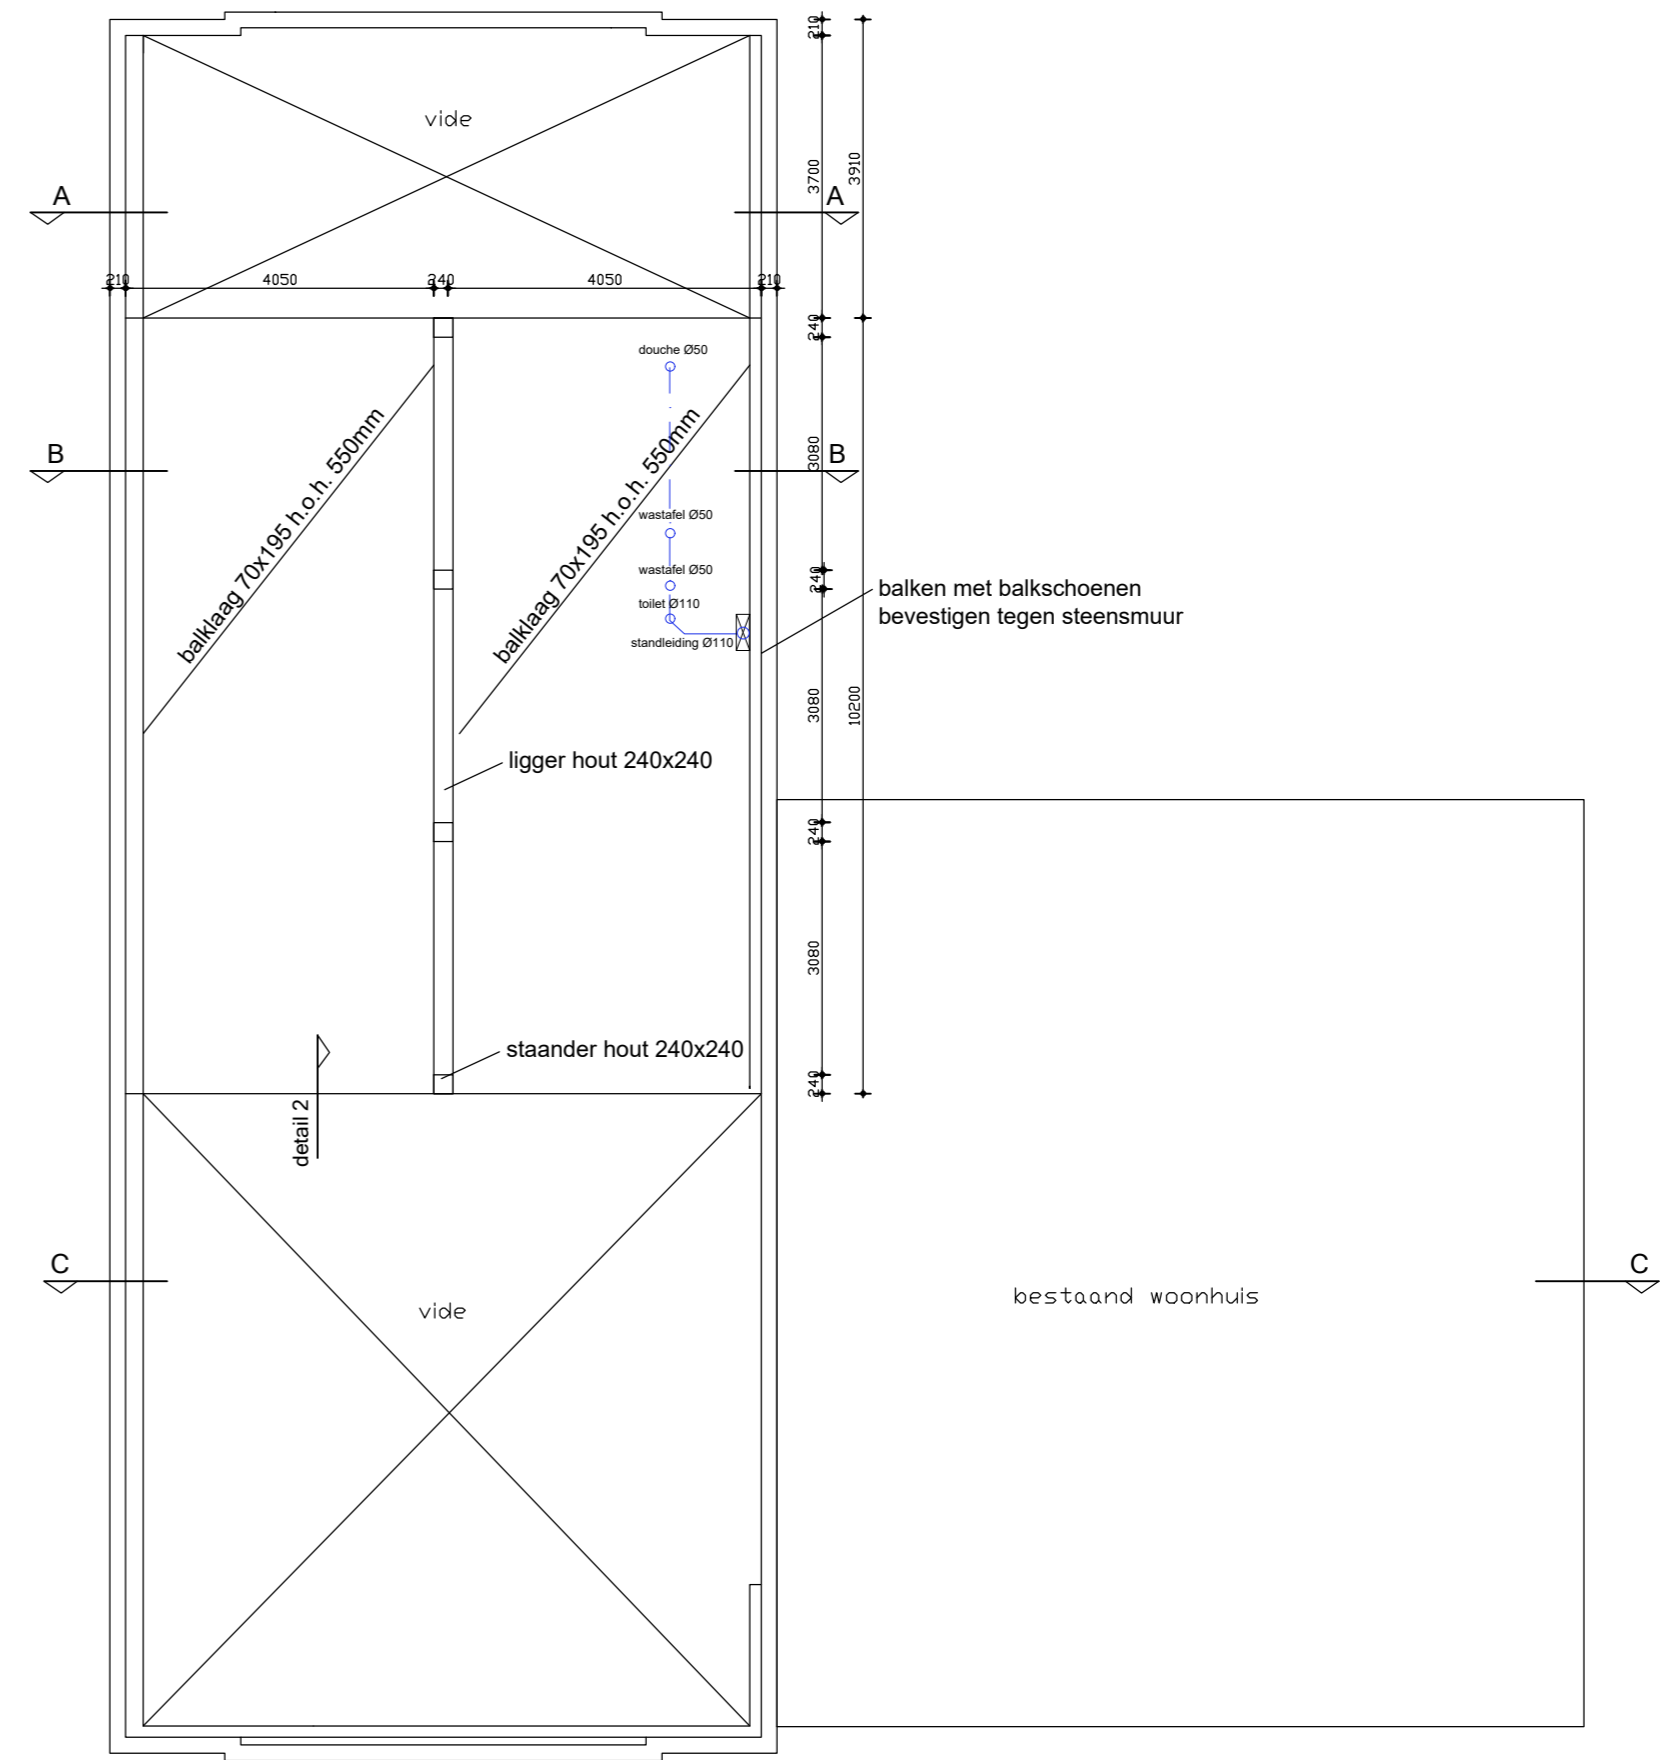 210
vide
3700
3910
A
A
210
4050
240
4050
210
240
douche Ø50
balklaag 70x195 h.o.h. 550mm
balklaag 70x195 h.o.h. 550mm
B
B
3080
wastafel Ø50
wastafel Ø50
240
balken met balkschoenen
bevestigen tegen steensmuur
toilet Ø110
standleiding Ø110
3080
10200
ligger hout 240x240
240
3080
staander hout 240x240
240
detail 2
C
C
vide
bestaand woonhuis